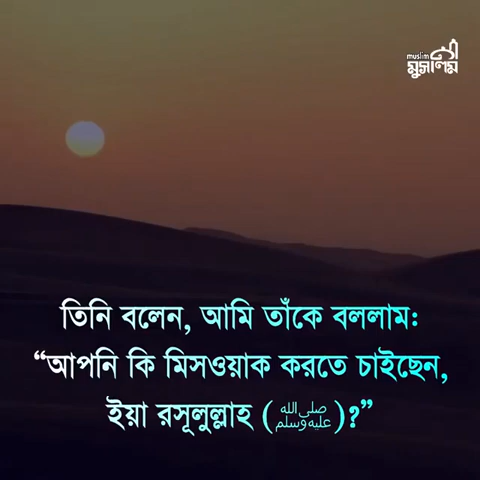 muslim
মুসলিম
তিনি বলেন, আমি তাঁকে বললাম:
“আপনি কি মিসওয়াক করতে চাইছেন,
ইয়া রসূলুল্লাহ (ﷺ)?”